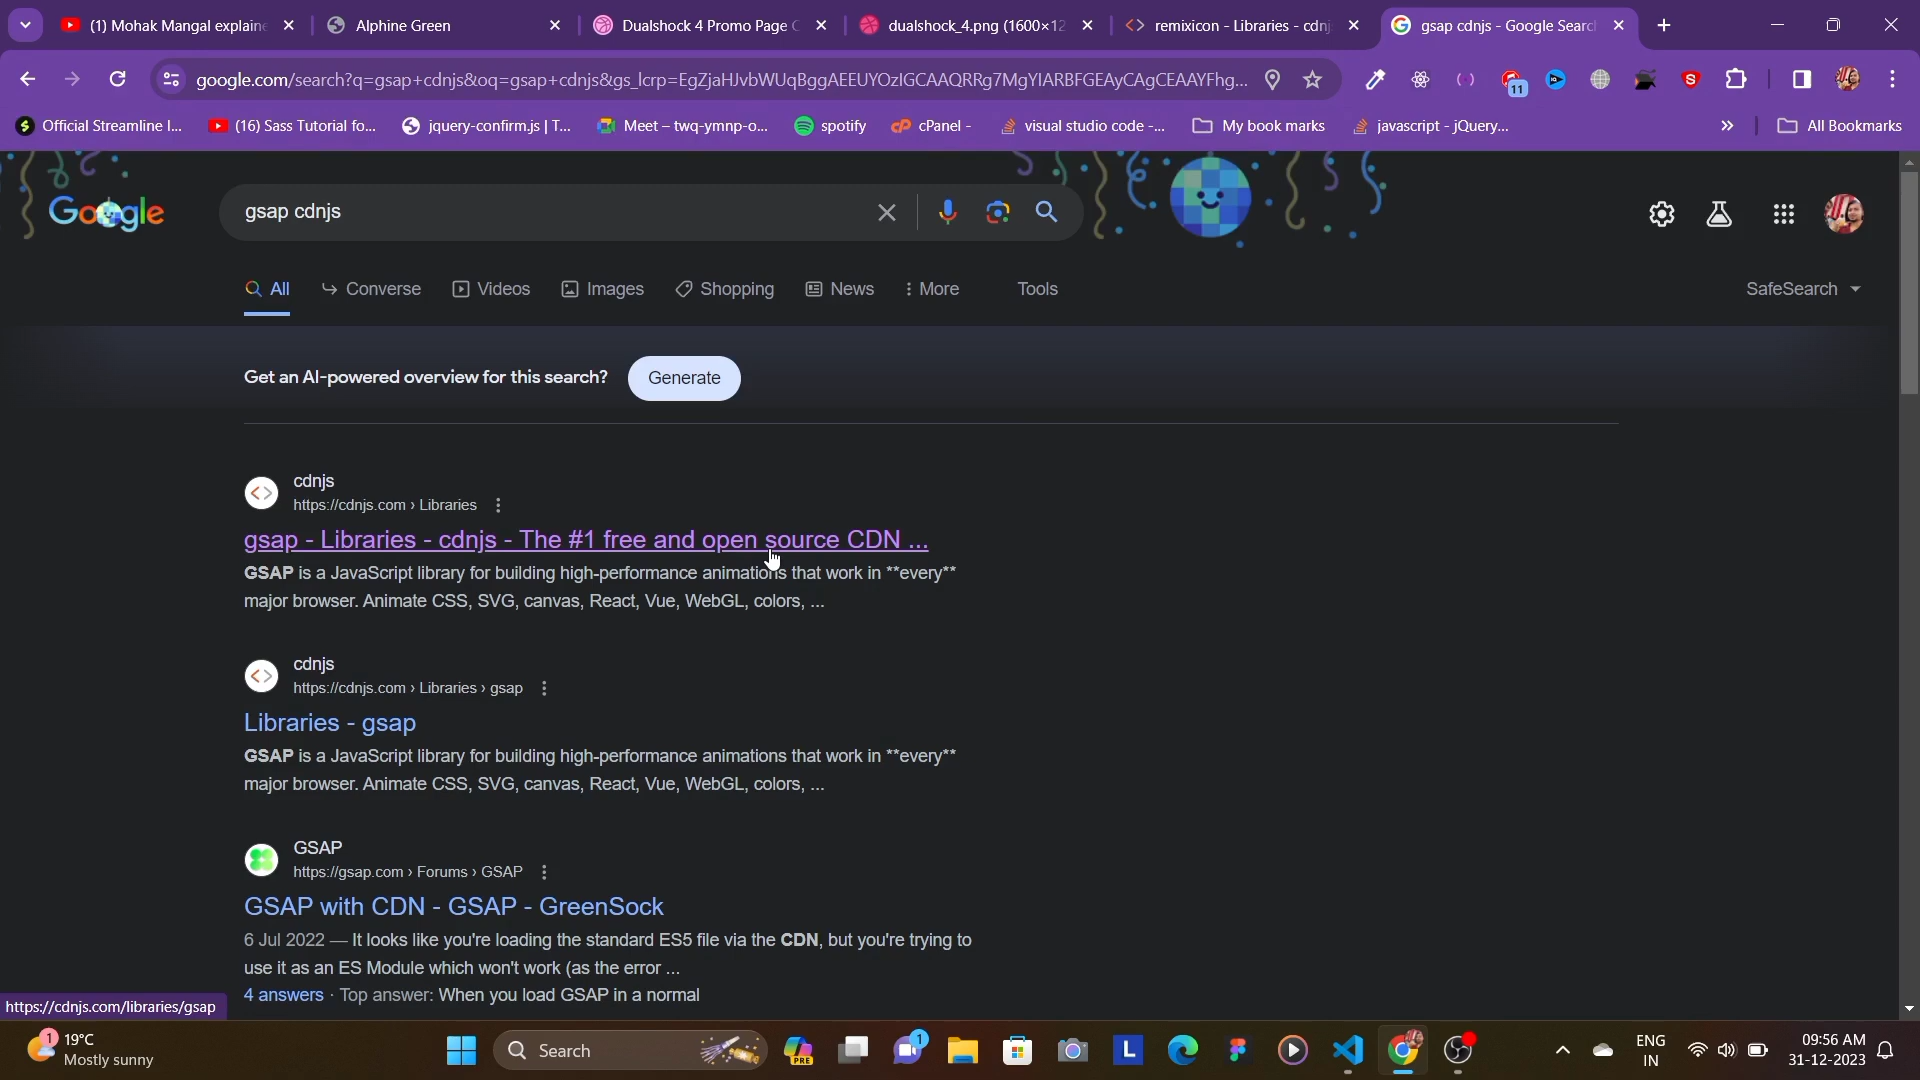 (1) Mohak Mangal explaine
Alphine Green
Dualshock 4 Promo Page C
dualshock_4.png (1600×12
remixicon - Libraries - cdnj
gsap cdnjs - Google Searc
google.com/search?q=gsap+cdnjs&oq=gsap+cdnjs&gs_lcrp=EgZjaHJvbWUqBggAEEUYOzIGCAAQRRg7MgYIARBFGEAyCAgCEAAYFhg...
11
Official Streamline I...
(16) Sass Tutorial fo...
jquery-confirm.js | T...
Meet – twq-ymnp-o...
spotify
cPanel -
visual studio code -...
My book marks
javascript - jQuery...
All Bookmarks
Google
gsap cdnjs
All
Converse
Videos
Images
Shopping
News
More
Tools
SafeSearch
Get an AI-powered overview for this search?
Generate
cdnjs
https://cdnjs.com › Libraries
gsap - Libraries - cdnjs - The #1 free and open source CDN ...
GSAP is a JavaScript library for building high-performance animations that work in **every**
major browser. Animate CSS, SVG, canvas, React, Vue, WebGL, colors, ...
cdnjs
https://cdnjs.com › Libraries › gsap
Libraries - gsap
GSAP is a JavaScript library for building high-performance animations that work in **every**
major browser. Animate CSS, SVG, canvas, React, Vue, WebGL, colors, ...
GSAP
https://gsap.com › Forums › GSAP
GSAP with CDN - GSAP - GreenSock
6 Jul 2022 — It looks like you're loading the standard ES5 file via the CDN, but you're trying to
use it as an ES Module which won't work (as the error ...
4 answers · Top answer: When you load GSAP in a normal
https://cdnjs.com/libraries/gsap
1
19°C
Mostly sunny
Search
PRE
1
L
ENG
IN
09:56 AM
31-12-2023